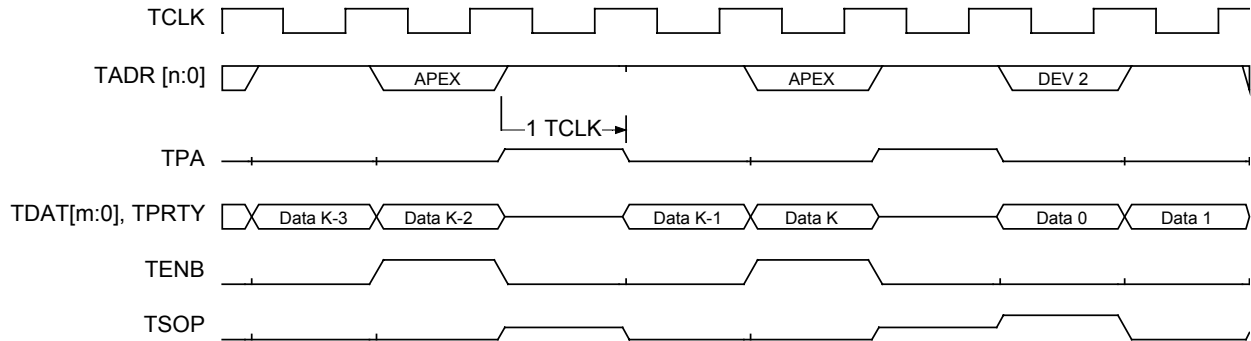 TCLK
TADR [n:0] APEX APEX DEV 2
1 TCLK
TPA
TDAT[m:0], TPRTY Data K-3 Data K-2 Data K-1 Data K Data 0 Data 1
TENB
TSOP